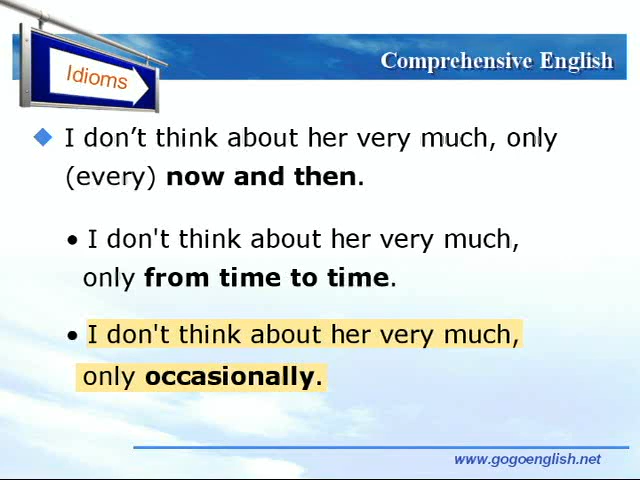 Idioms
Comprehensive English
I don’t think about her very much, only
(every) now and then.
• I don't think about her very much,
only from time to time.
• I don't think about her very much,
only occasionally.
www.gogoenglish.net